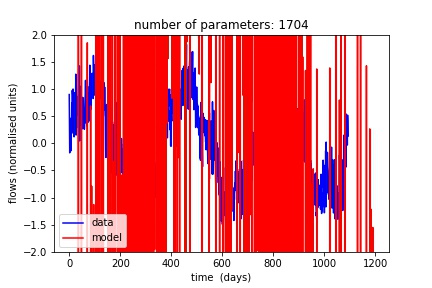 number of parameters: 1704
2.0
1.5
1.0
0.5
0.0
−0.5
−1.0
−1.5
−2.0
flows (normalised units)
data
model
0 200 400 600 800 1000 1200
time (days)